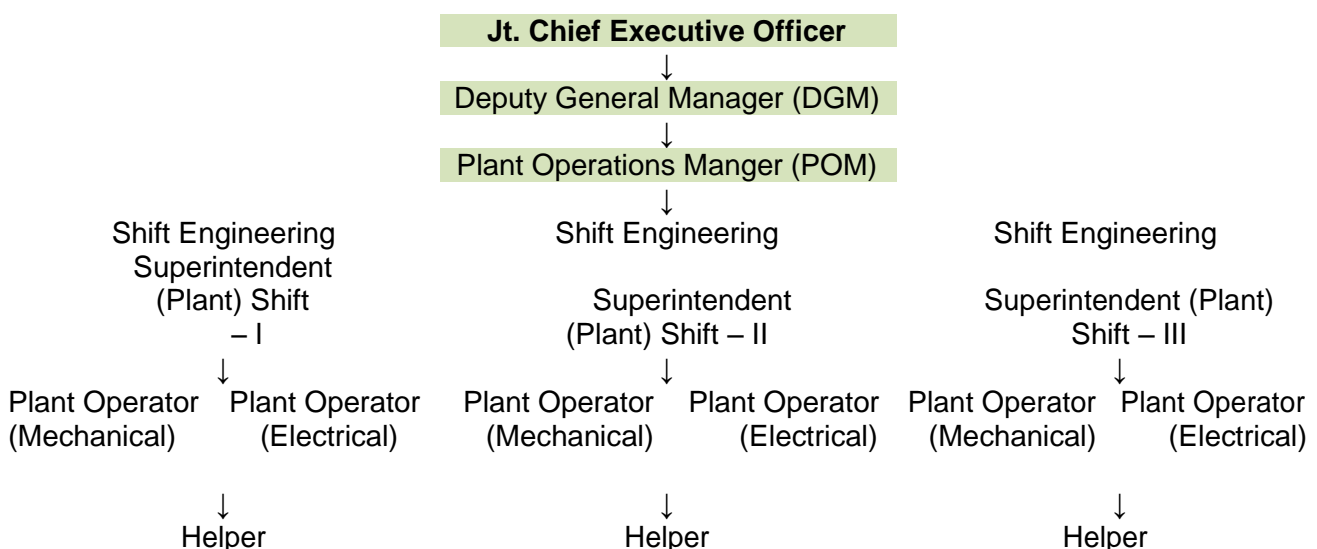 Jt. Chief Executive Officer
↓
Deputy General Manager (DGM)
↓
Plant Operations Manger (POM)
↓
Shift Engineering
Superintendent
(Plant) Shift
– I
Shift Engineering
Superintendent
(Plant) Shift – II
Shift Engineering
Superintendent (Plant)
Shift – III
↓ ↓ ↓
Plant Operator
(Mechanical)
Plant Operator
(Electrical)
Plant Operator
(Mechanical)
Plant Operator
(Electrical)
Plant Operator
(Mechanical)
Plant Operator
(Electrical)
↓ ↓ ↓
Helper
Helper
Helper